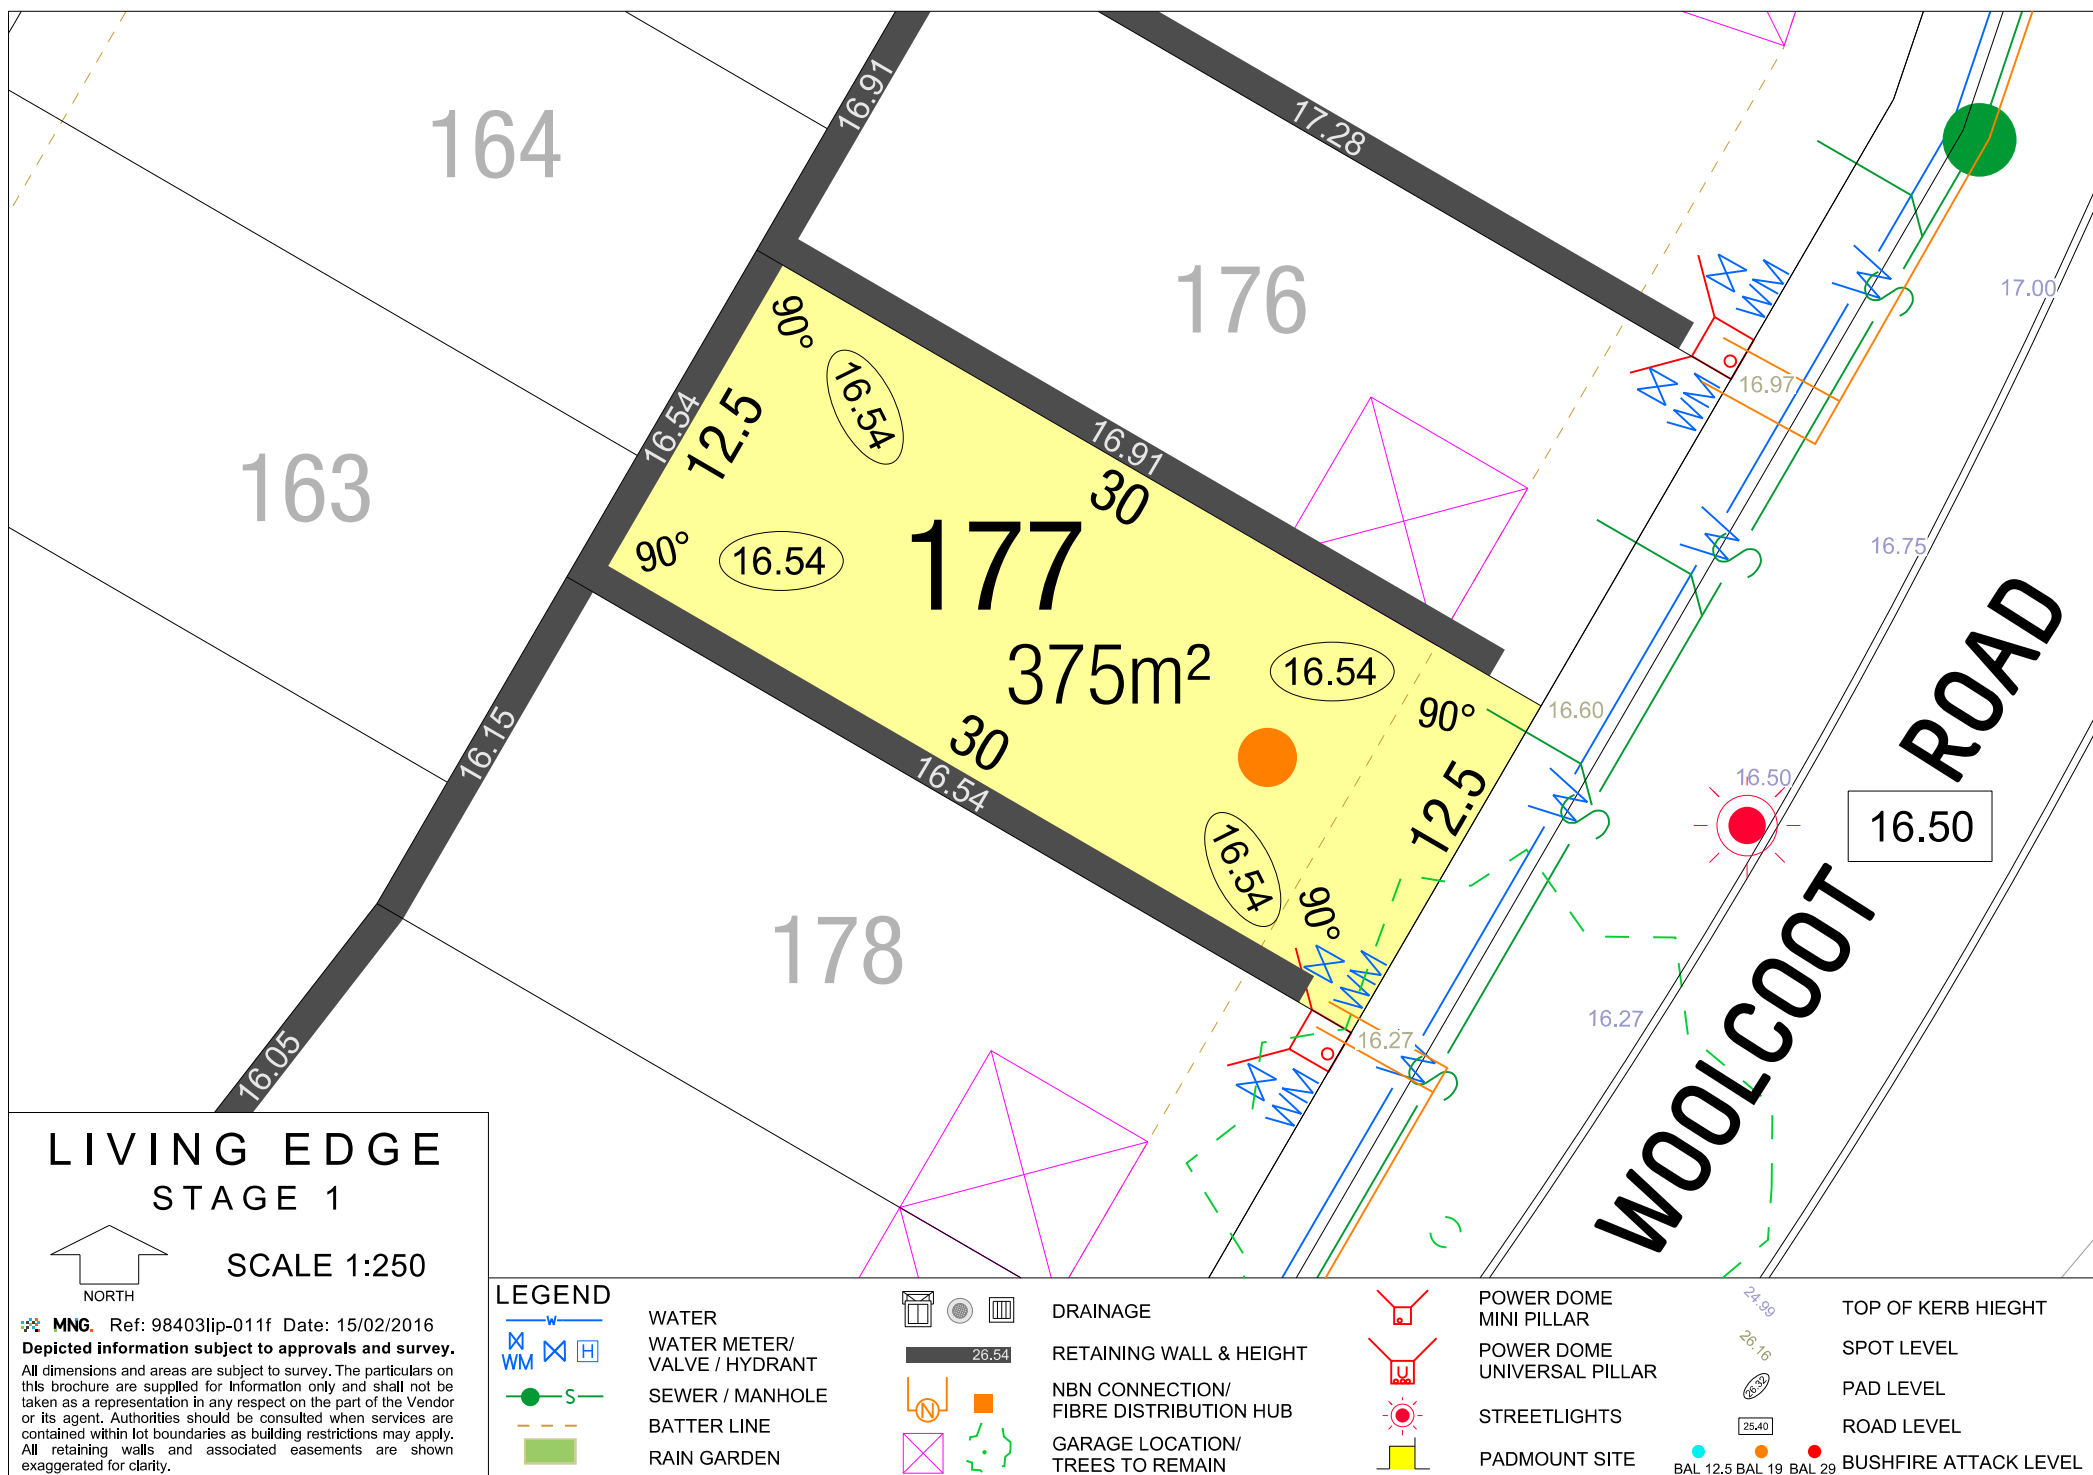 164
16.91
17.28
176
17.00
163
16.54
12.5
90°
16.54
16.91
30
16.97
90°
16.54
177
375m²
16.54
16.75
ROAD
90°
16.60
16.50
16.50
16.15
30
16.54
12.5
16.54
90°
178
WOOLCOOT
16.27
16.27
16.05
LIVING EDGE
STAGE 1
NORTH
SCALE 1:250
MNG. Ref: 98403lip-011f Date: 15/02/2016
Depicted information subject to approvals and survey.
All dimensions and areas are subject to survey. The particulars on
this brochure are supplied for information only and shall not be
taken as a representation in any respect on the part of the Vendor
or its agent. Authorities should be consulted when services are
contained within lot boundaries as building restrictions may apply.
All retaining walls and associated easements are shown
exaggerated for clarity.
LEGEND
W WATER
WM H WATER METER/
VALVE / HYDRANT
S SEWER / MANHOLE
BATTER LINE
RAIN GARDEN
DRAINAGE
26.54 RETAINING WALL & HEIGHT
N NBN CONNECTION/
FIBRE DISTRIBUTION HUB
GARAGE LOCATION/
TREES TO REMAIN
POWER DOME
MINI PILLAR
U POWER DOME
UNIVERSAL PILLAR
STREETLIGHTS
PADMOUNT SITE
24.99 TOP OF KERB HIEGHT
26.16 SPOT LEVEL
26.32 PAD LEVEL
25.40 ROAD LEVEL
BAL 12.5 BAL 19 BAL 29 BUSHFIRE ATTACK LEVEL
W
S
W
S
W
S
W
S
WM
WM
WM
WM